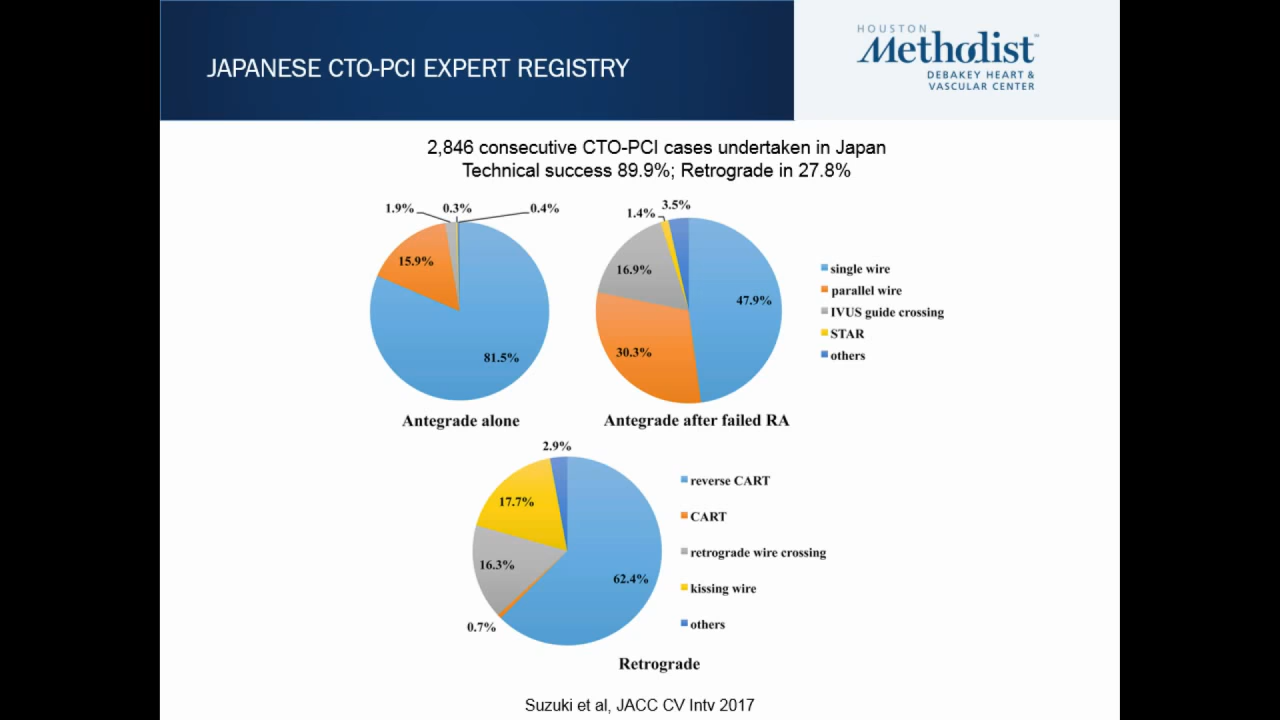 JAPANESE CTO-PCI EXPERT REGISTRY
HOUSTON
Methodist
DEBAKEY HEART &
VASCULAR CENTER
2,846 consecutive CTO-PCI cases undertaken in Japan
Technical success 89.9%; Retrograde in 27.8%
1.9% 0.3% 0.4%
15.9%
81.5%
Antegrade alone
1.4% 3.5%
16.9%
47.9%
30.3%
Antegrade after failed RA
single wire
parallel wire
IVUS guide crossing
STAR
others
2.9%
17.7%
16.3%
62.4%
0.7%
Retrograde
reverse CART
CART
retrograde wire crossing
kissing wire
others
Suzuki et al, JACC CV Intv 2017